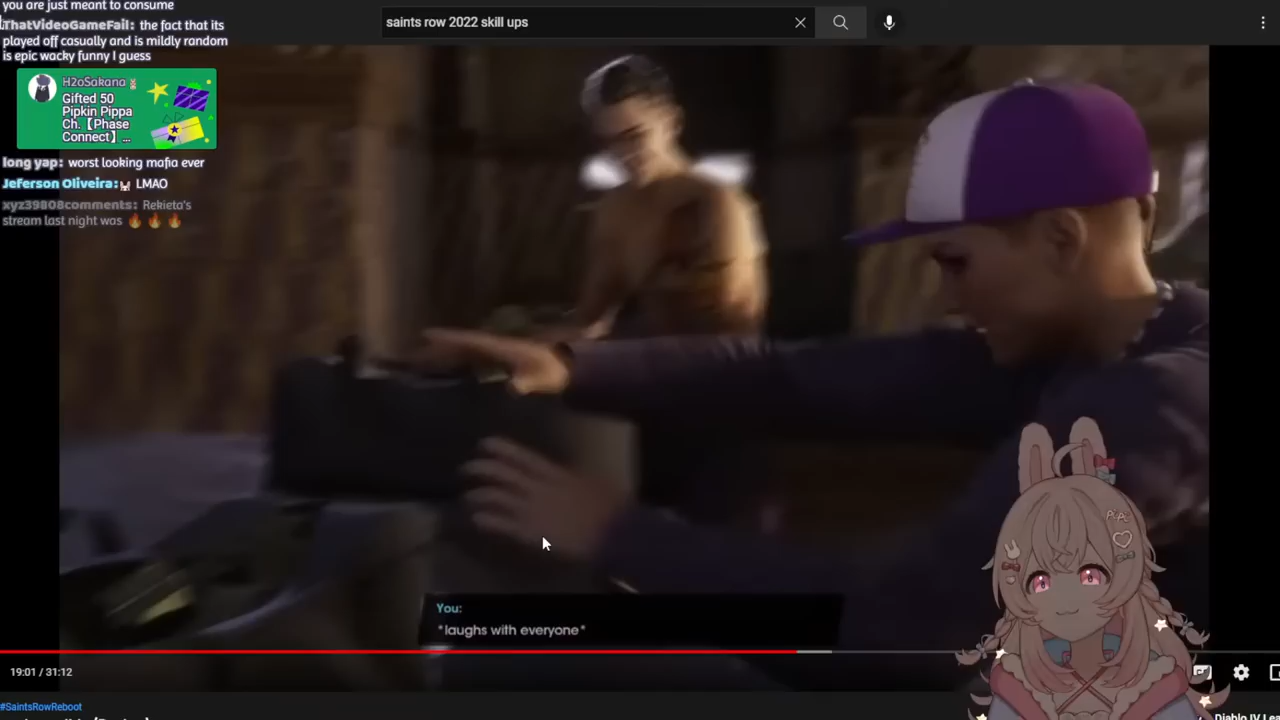 you are just meant to consume
ThatVideoGameFail: the fact that its
played off casually and is mildly random
is epic wacky funny I guess
H2oSakana
Gifted 50
Pipkin Pippa
Ch.【Phase
Connect】 ...
long yap: worst looking mafia ever
Jeferson Oliveira: LMAO
xyz39808comments: Rekieta's
stream last night was
saints row 2022 skill ups
You:
*laughs with everyone*
19:01 / 31:12
#SaintsRowReboot